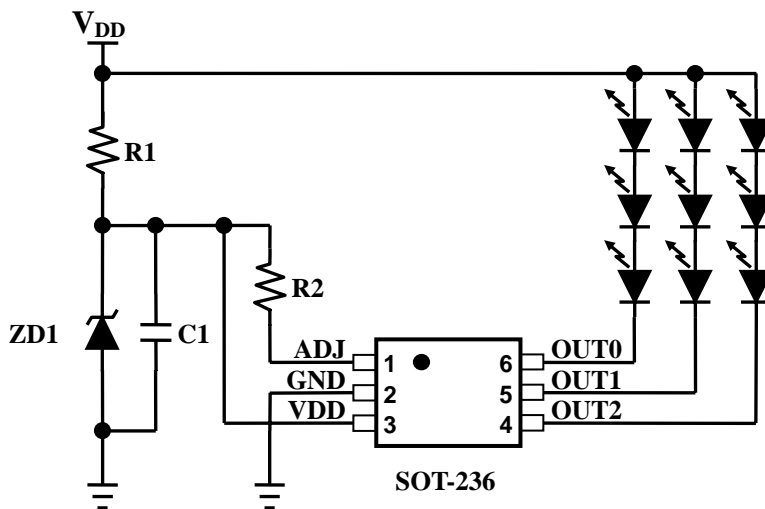 VDD
R1
R2
ZD1
C1
ADJ
GND
VDD
1
2
3
6
5
4
OUT0
OUT1
OUT2
SOT-236